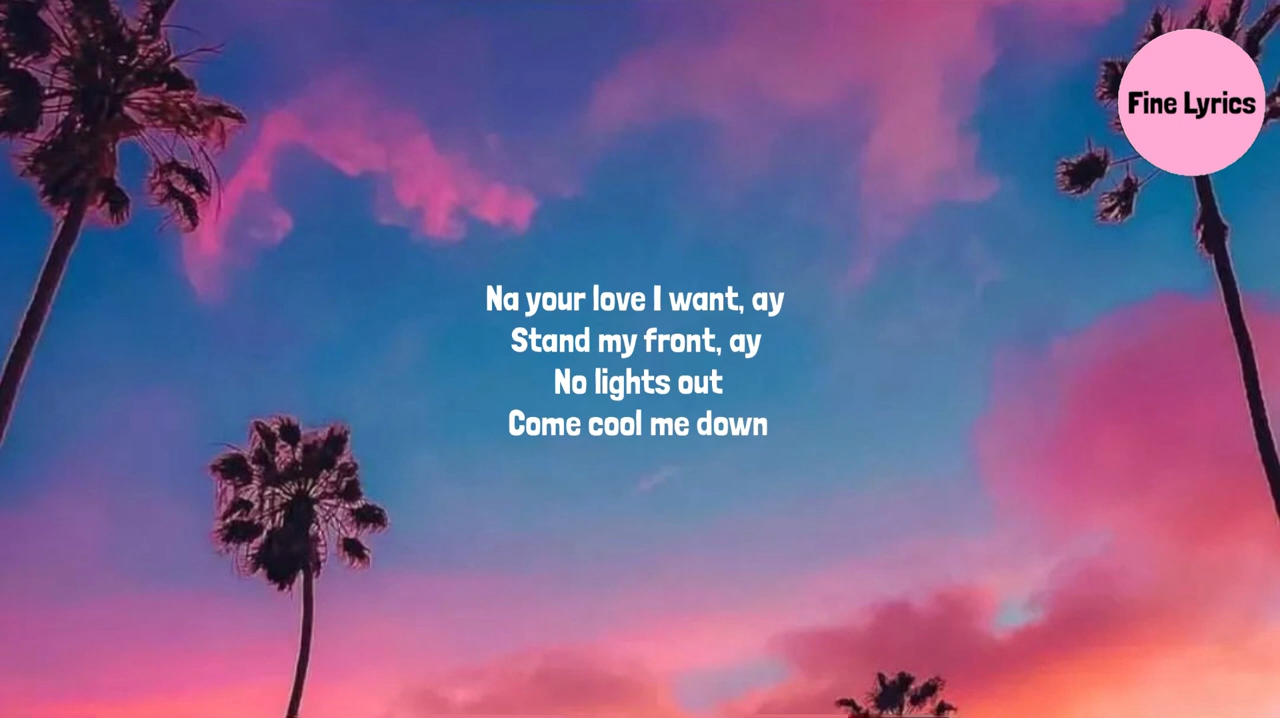 Fine Lyrics
Na your love I want, ay
Stand my front, ay
No lights out
Come cool me down